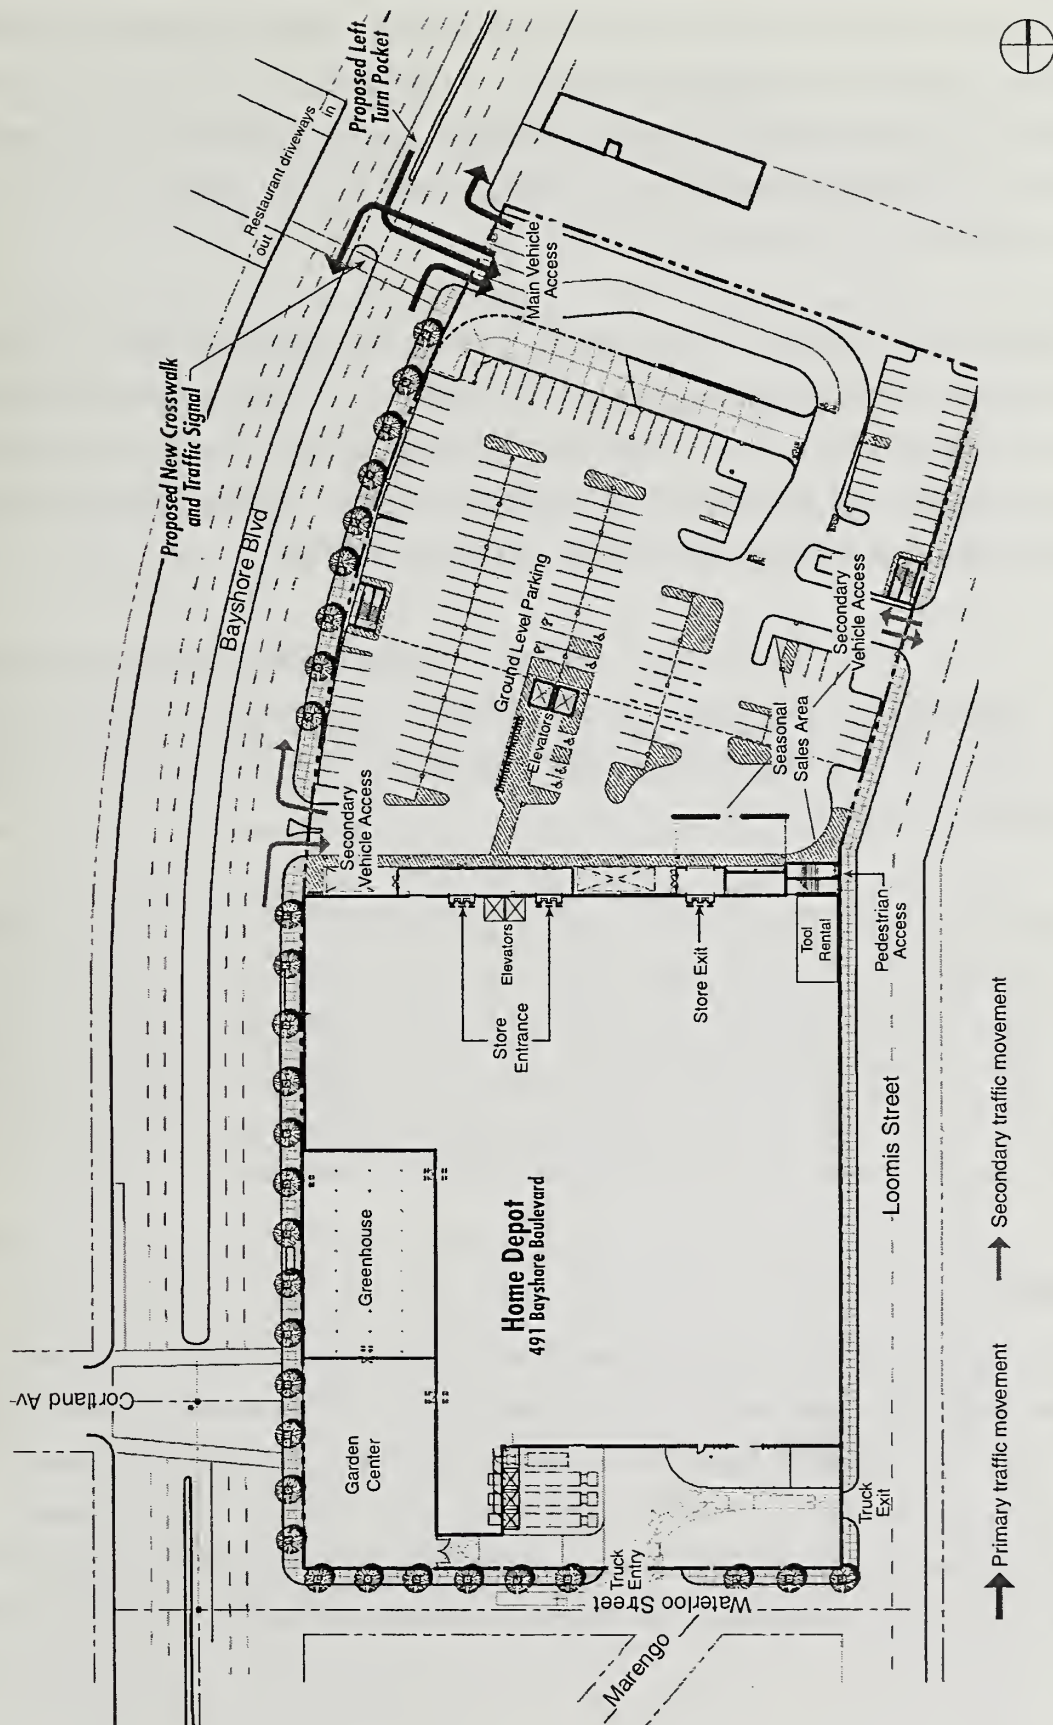 Proposed Left
Turn Pocket
Restaurant driveways
in
out
Proposed New Crosswalk
and Traffic Signal
Bayshore Blvd
Main Vehicle
Access
Ground Level Parking
Elevators
Secondary
Vehicle Access
Seasonal
Sales Area
Secondary
Vehicle Access
Store
Entrance
Elevators
Store Exit
Tool
Rental
Pedestrian
Access
Cortland Av
Greenhouse
Garden
Center
Home Depot
491 Bayshore Boulevard
Loomis Street
Truck
Exit
Truck
Entry
Waterloo Street
Marengo
Primary traffic movement
Secondary traffic movement